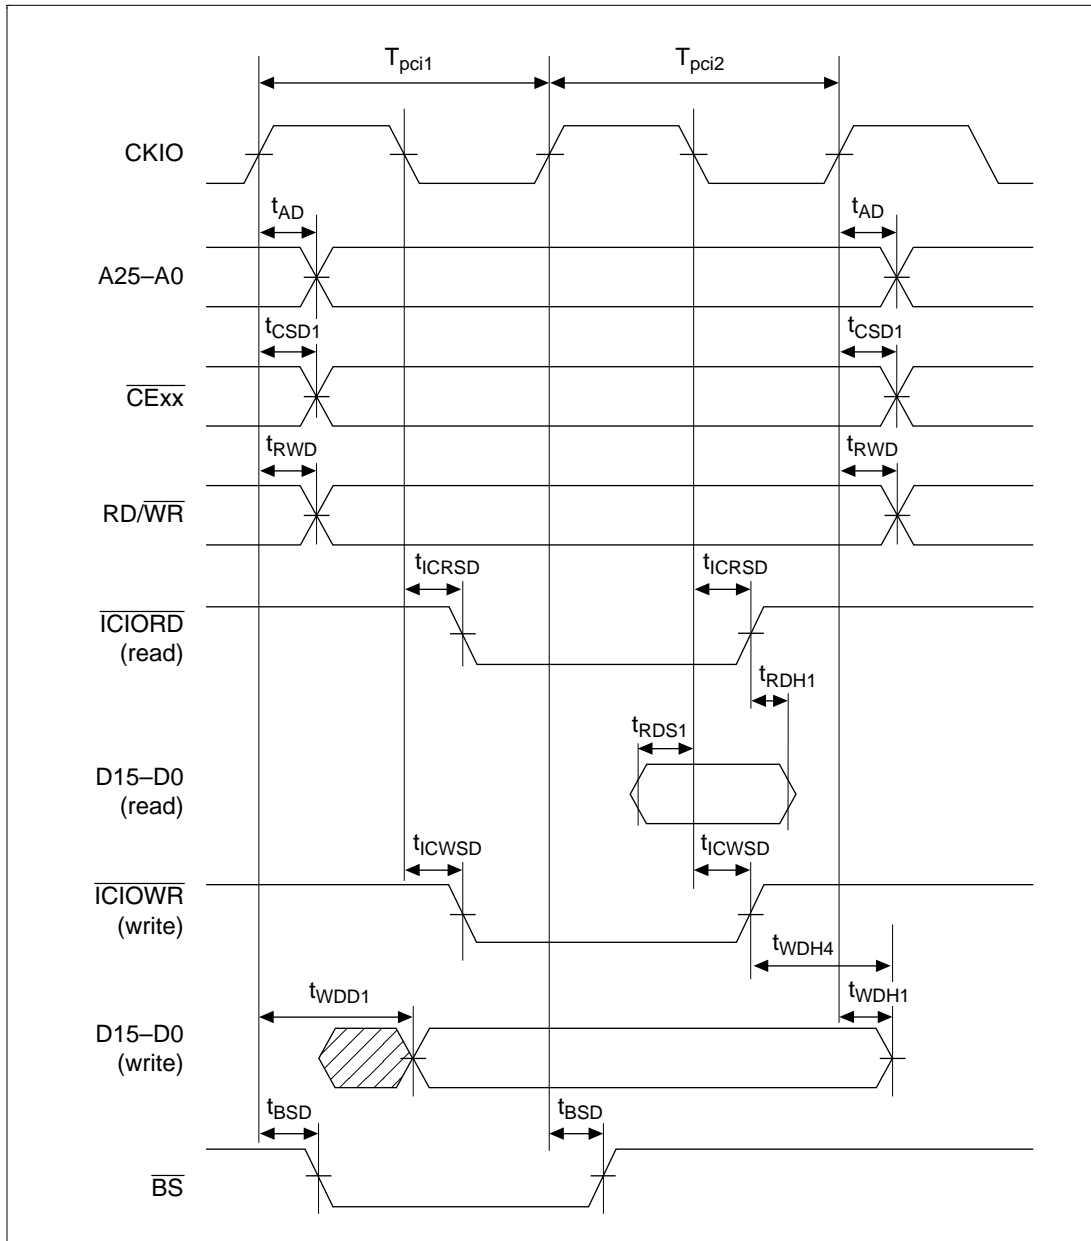 Tpci1 Tpci2
CKIO
tAD tAD
A25–A0
tCSD1 tCSD1
CExx
tRWD tRWD
RD/WR
tICRSD tICRSD
ICIORD
(read)
tRDH1
tRDS1
D15–D0
(read)
tICWSD tICWSD
ICIOWR
(write)
tWDH4
tWDD1 tWDH1
D15–D0
(write)
tBSD tBSD
BS